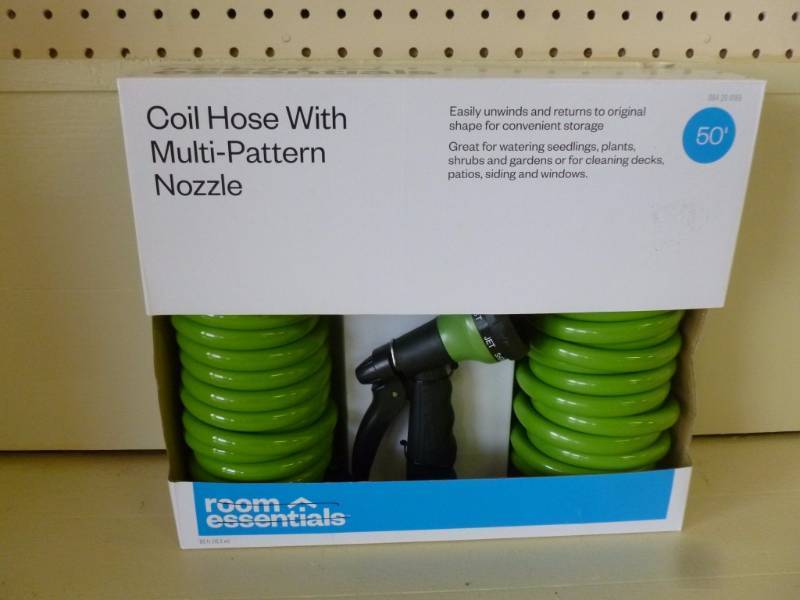 Coil Hose With
Multi-Pattern
Nozzle
Easily unwinds and returns to original
shape for convenient storage
Great for watering seedlings, plants,
shrubs and gardens or for cleaning decks,
patios, siding and windows.
50'
JET
room
essentials